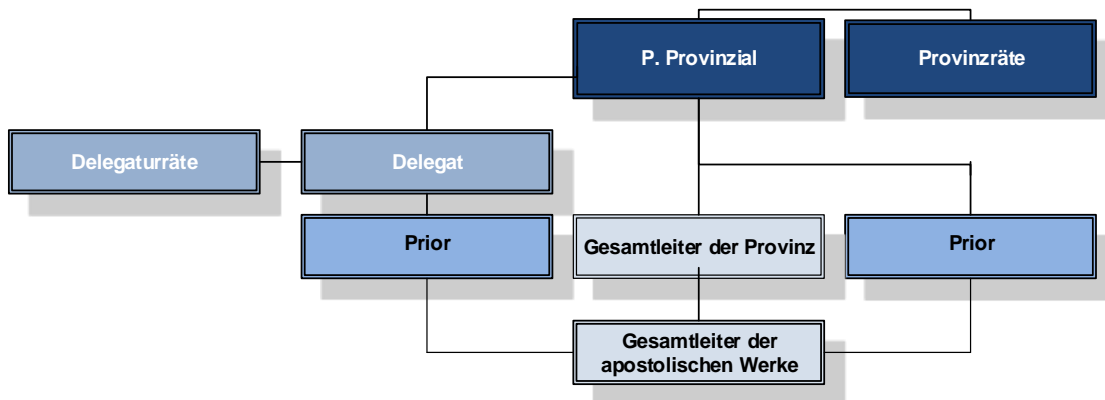 P. Provinzial
Provinzräte
Delegaturräte
Delegat
Prior
Gesamtleiter der Provinz
Prior
Gesamtleiter der
apostolischen Werke